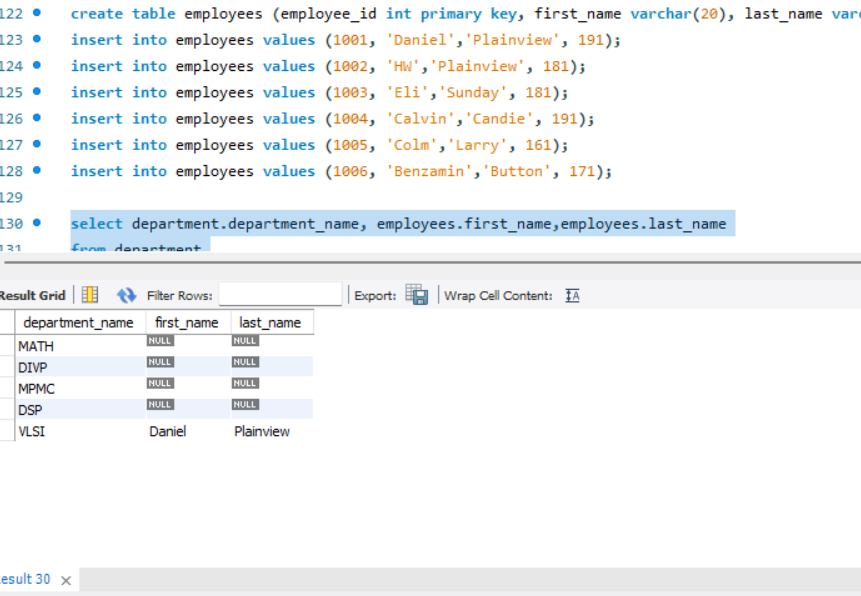 122 create table employees (employee_id int primary key, first_name varchar(20), last_name
123 insert into employees values (1001, 'Daniel','Plainview', 191);
124 insert into employees values (1002, 'HW','Plainview', 181);
125 insert into employees values (1003, 'Eli','Sunday', 181);
126 insert into employees values (1004, 'Calvin','Candie', 191);
127 insert into employees values (1005, 'Colm','Larry', 161);
128 insert into employees values (1006, 'Benzamin','Button', 171);
129
130 select department.department_name, employees.first_name,employees.last_name
131 from department
Result Grid Filter Rows: Export: Wrap Cell Content:
department_name first_name last_name
MATH NULL NULL
DIVP NULL NULL
MPMC NULL NULL
DSP NULL NULL
VLSI Daniel Plainview
esult 30 ×